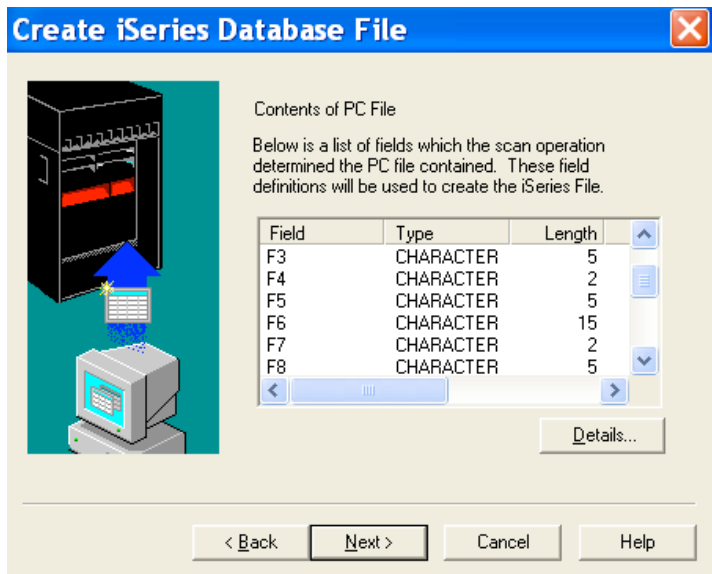 Create iSeries Database File
Contents of PC File
Below is a list of fields which the scan operation
determined the PC file contained. These field
definitions will be used to create the iSeries File.
Field Type Length
F3 CHARACTER 5
F4 CHARACTER 2
F5 CHARACTER 5
F6 CHARACTER 15
F7 CHARACTER 2
F8 CHARACTER 5
Details...
< Back Next > Cancel Help